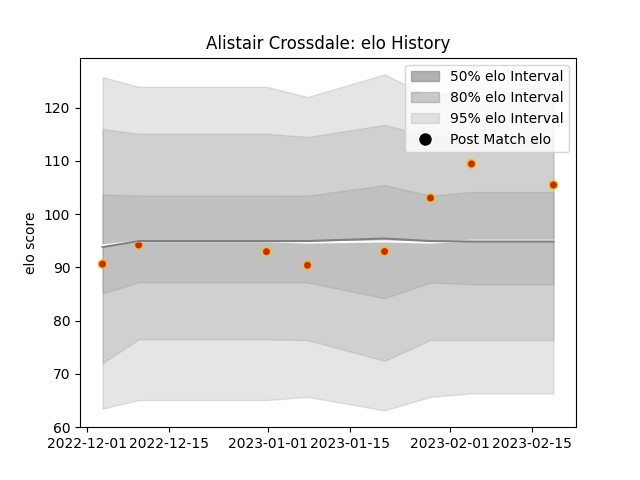 Alistair Crossdale: elo History
50% elo Interval
80% elo Interval
95% elo Interval
Post Match elo
elo score
120
110
100
90
80
70
60
2022-12-01 2022-12-15 2023-01-01 2023-01-15 2023-02-01 2023-02-15